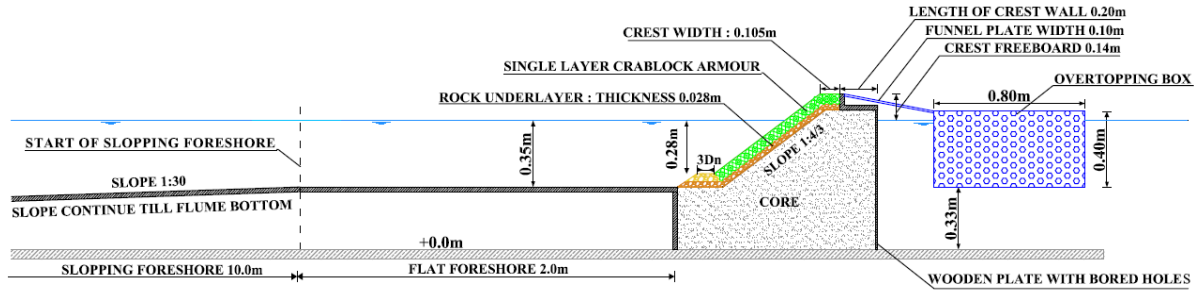 LENGTH OF CREST WALL 0.20m
CREST WIDTH : 0.105m
FUNNEL PLATE WIDTH 0.10m
CREST FREEBOARD 0.14m
SINGLE LAYER CRABLOCK ARMOUR
OVERTOPPING BOX
ROCK UNDERLAYER : THICKNESS 0.028m
0.80m
START OF SLOPPING FORESHORE
0.35m
0.28m
3Dn
SLOPE 1:4/3
0.40m
SLOPE 1:30
SLOPE CONTINUE TILL FLUME BOTTOM
CORE
0.33m
+0.0m
SLOPPING FORESHORE 10.0m
FLAT FORESHORE 2.0m
WOODEN PLATE WITH BORED HOLES